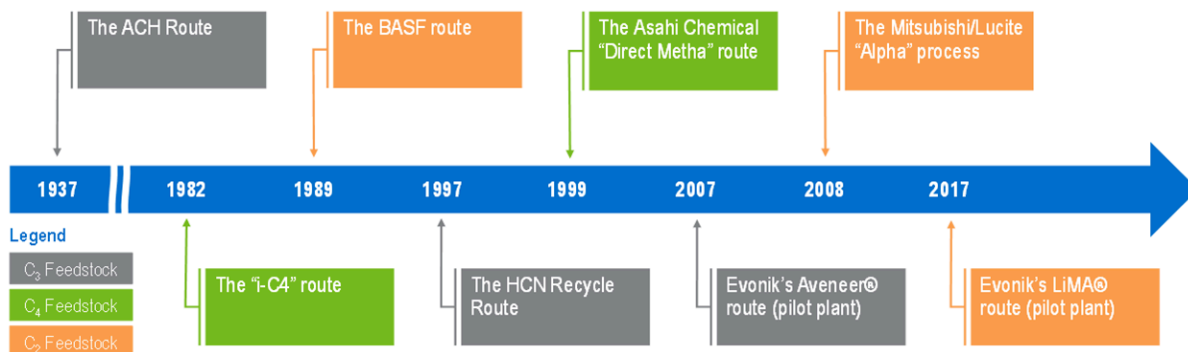 The ACH Route
The BASF route
The Asahi Chemical
“Direct Metha” route
The Mitsubishi/Lucite
“Alpha” process
1937
1982
1989
1997
1999
2007
2008
2017
Legend
C₃ Feedstock
C₄ Feedstock
C₂ Feedstock
The “i-C4” route
The HCN Recycle
Route
Evonik’s Aveneer®
route (pilot plant)
Evonik’s LiMA®
route (pilot plant)